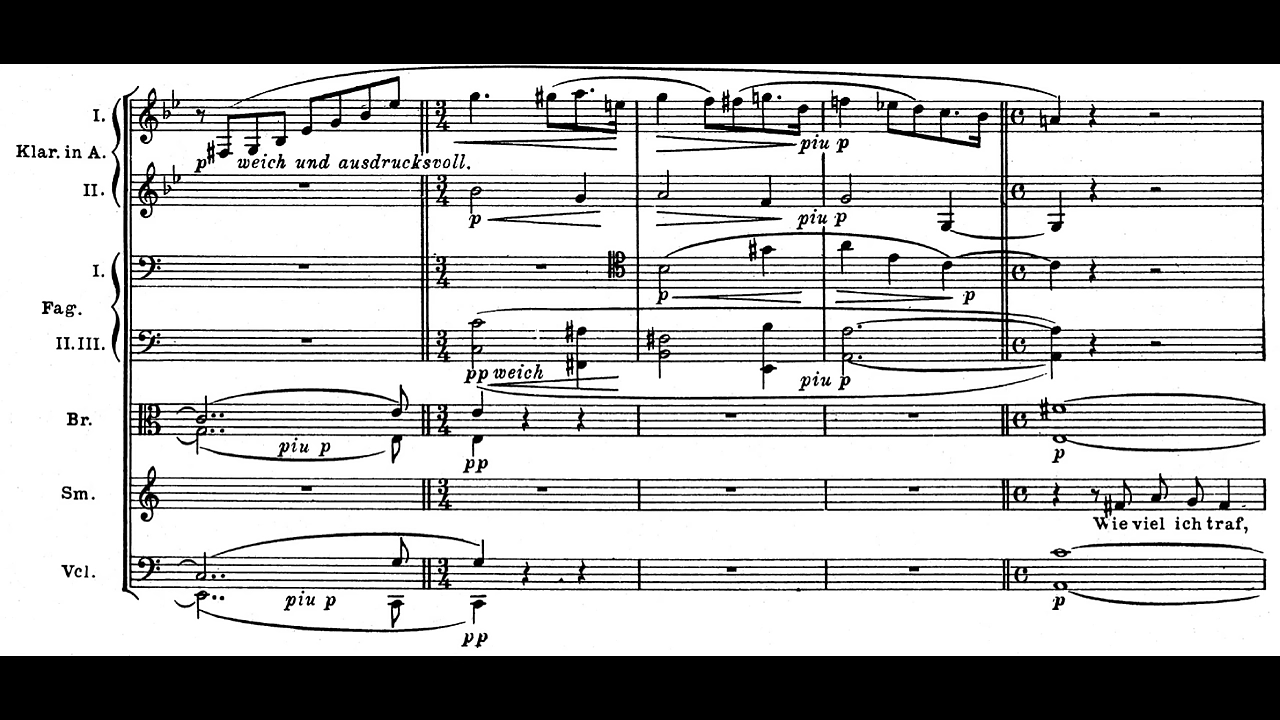 I.
Klar. in A.
p weich und ausdrucksvoll.
piu p
II.
p
piu p
I.
p
p
Fag.
II. III.
pp weich
piu p
Br.
piu p
pp
p
Sm.
Wie viel ich traf,
Vcl.
piu p
pp
p